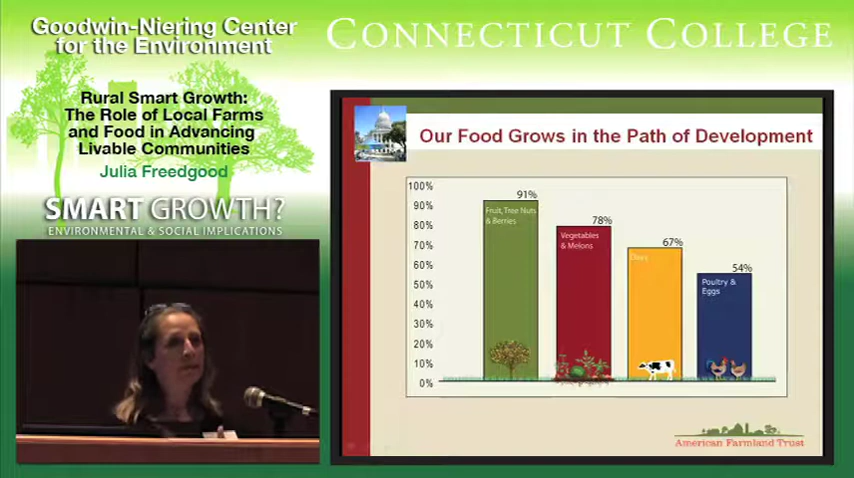 Goodwin-Niering Center
for the Environment
CONNECTICUT COLLEGE
Rural Smart Growth:
The Role of Local Farms
and Food in Advancing
Livable Communities
Julia Freedgood
SMART GROWTH?
ENVIRONMENTAL & SOCIAL IMPLICATIONS
Our Food Grows in the Path of Development
100%
90%
80%
70%
60%
50%
40%
30%
20%
10%
0%
91%
Fruit, Tree Nuts
& Berries
78%
Vegetables
& Melons
67%
Dairy
54%
Poultry &
Eggs
American Farmland Trust